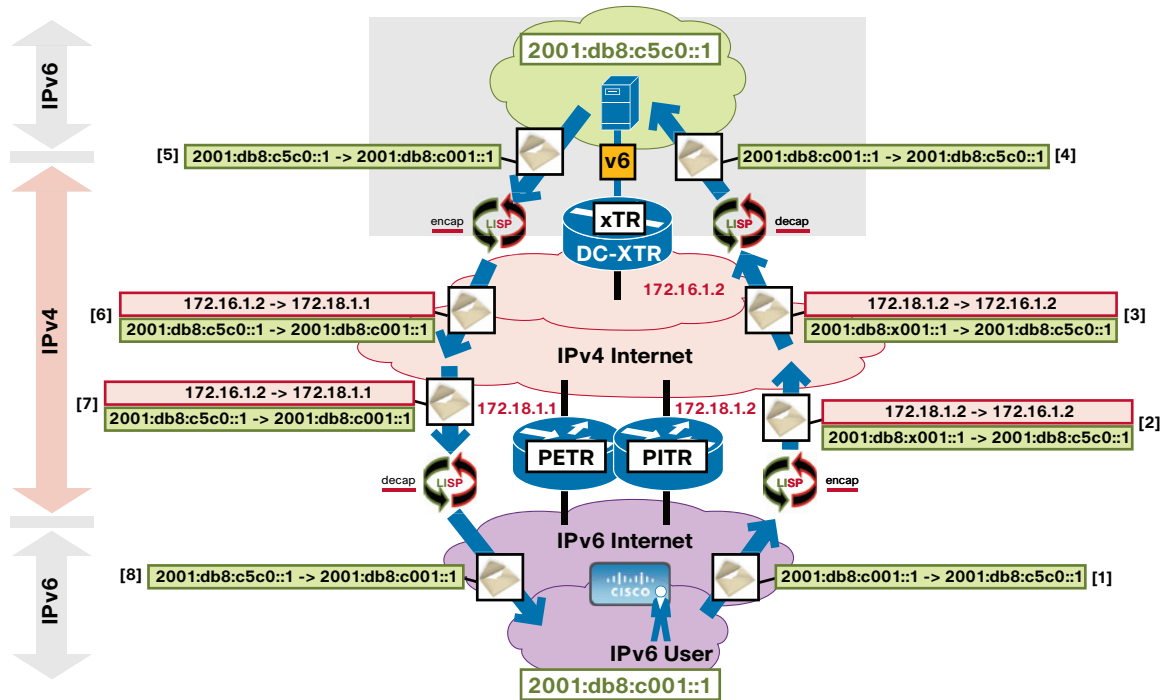 2001:db8:c5c0::1
IPv6
[5] 2001:db8:c5c0::1 -> 2001:db8:c001::1
v6
2001:db8:c001::1 -> 2001:db8:c5c0::1 [4]
encap
LISP
xTR
DC-XTR
LISP
decap
172.16.1.2
[6]
172.16.1.2 -> 172.18.1.1
2001:db8:c5c0::1 -> 2001:db8:c001::1
172.18.1.2 -> 172.16.1.2
2001:db8:x001::1 -> 2001:db8:c5c0::1
[3]
IPv4
IPv4 Internet
[7]
172.16.1.2 -> 172.18.1.1
2001:db8:c5c0::1 -> 2001:db8:c001::1
172.18.1.1
172.18.1.2
172.18.1.2 -> 172.16.1.2
2001:db8:x001::1 -> 2001:db8:c5c0::1
[2]
PETR
PITR
decap
LISP
LISP
encap
IPv6 Internet
IPv6
[8] 2001:db8:c5c0::1 -> 2001:db8:c001::1
CISCO
2001:db8:c001::1 -> 2001:db8:c5c0::1 [1]
IPv6 User
2001:db8:c001::1